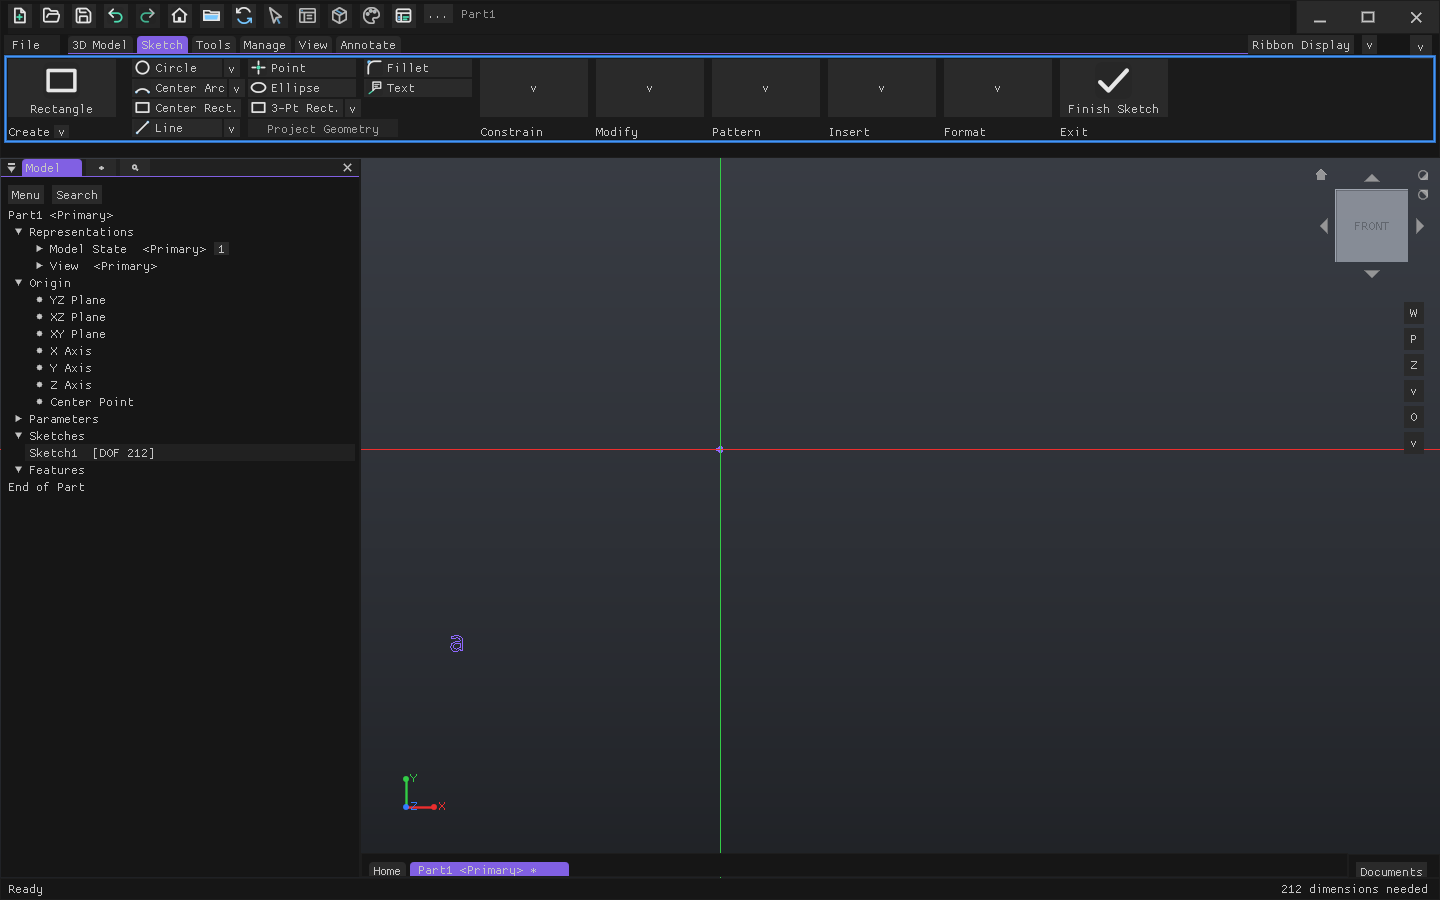 ... Part1
File 3D Model Sketch Tools Manage View Annotate Ribbon Display v v
Rectangle
Create v
Circle v
Center Arc v
Center Rect.
Line v
Point
Ellipse
3-Pt Rect. v
Project Geometry
Fillet
Text
v
Constrain
v
Modify
v
Pattern
v
Insert
v
Format
Finish Sketch
Exit
Model
Menu Search
Part1 <Primary>
Representations
Model State <Primary> 1
View <Primary>
Origin
YZ Plane
XZ Plane
XY Plane
X Axis
Y Axis
Z Axis
Center Point
Parameters
Sketches
Sketch1 [DOF 212]
Features
End of Part
FRONT
W
P
Z
v
O
v
a
Y
Z X
Home Part1 <Primary> * Documents
Ready 212 dimensions needed